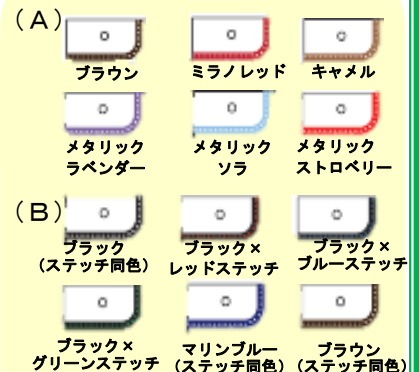 （A）
ブラウン ミラノレッド キャメル
メタリック メタリック メタリック
ラベンダー ソラ ストロベリー
（B）
ブラック ブラック× ブラック×
（ステッチ同色） レッドステッチ ブルーステッチ
ブラック× マリンブルー ブラウン
グリーンステッチ （ステッチ同色） （ステッチ同色）